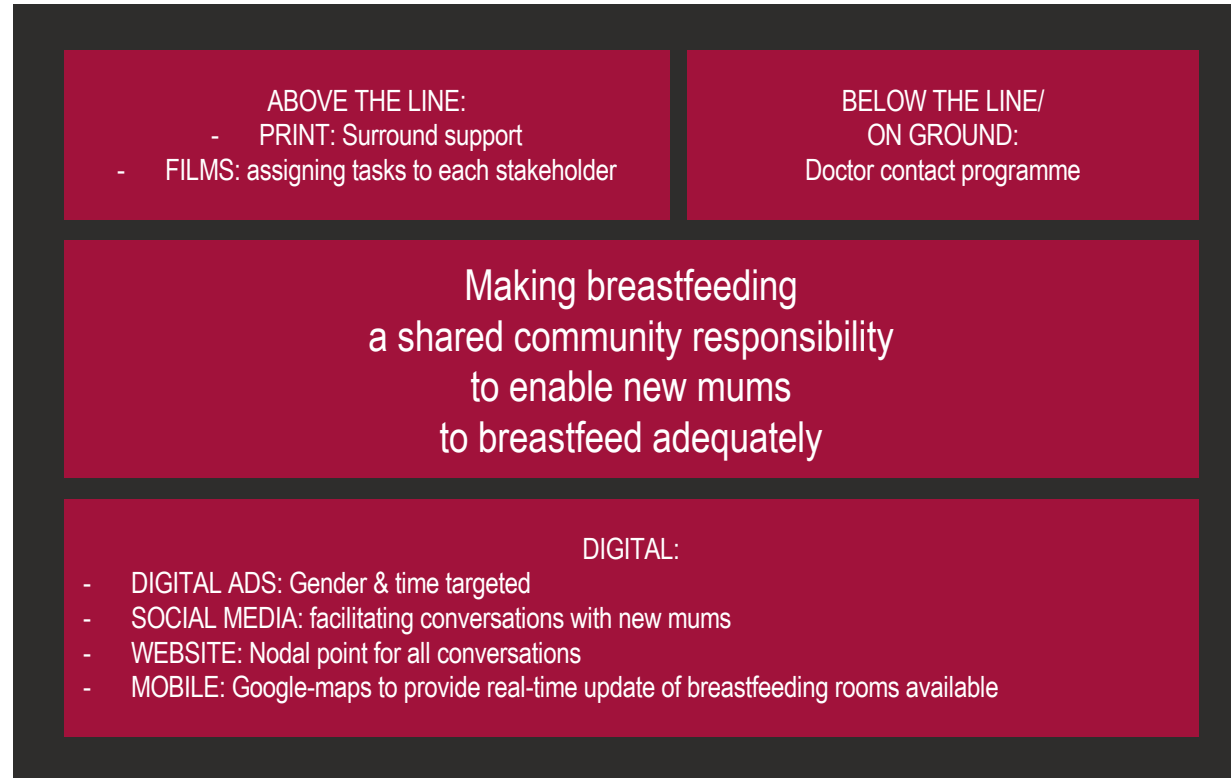 ABOVE THE LINE:
- PRINT: Surround support
- FILMS: assigning tasks to each stakeholder
BELOW THE LINE/
ON GROUND:
Doctor contact programme
Making breastfeeding
a shared community responsibility
to enable new mums
to breastfeed adequately
DIGITAL:
- DIGITAL ADS: Gender & time targeted
- SOCIAL MEDIA: facilitating conversations with new mums
- WEBSITE: Nodal point for all conversations
- MOBILE: Google-maps to provide real-time update of breastfeeding rooms available